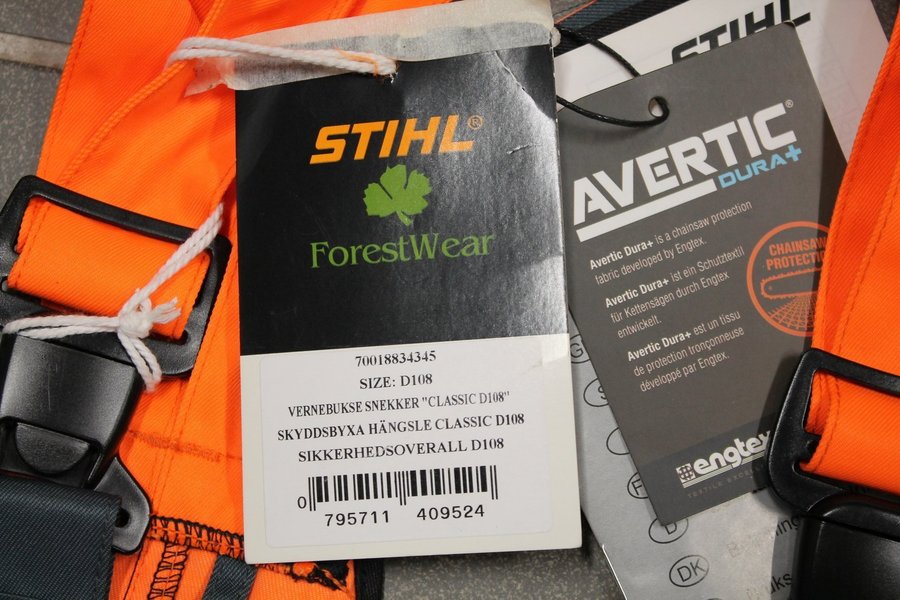 STIHL®
ForestWear
70018834345
SIZE: D108
VERNEBUKSE SNEKKER "CLASSIC D108"
SKYDDSBYXA HÄNGSLE CLASSIC D108
SIKKERHEDSOVERALL D108
0 795711 409524
STIHL
AVERTIC®
DURA+
Avertic Dura+ is a chainsaw protection
fabric developed by Engtex.
Avertic Dura+ ist ein Schutztextil
für Kettensägen durch Engtex
entwickelt.
Avertic Dura+ est un tissu
de protection tronçonneuse
développé par Engtex.
CHAINSAW
PROTECTION
engtex
DK